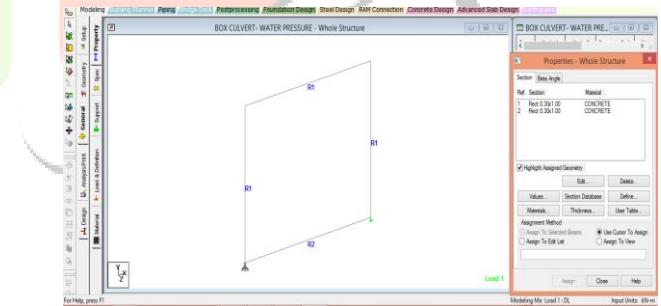 Modeling Piping Postprocessing Foundation Design Steel Design RAM Connection Concrete Design Advanced Slab Design
BOX CULVERT- WATER PRESSURE - Whole Structure
BOX CULVERT- WATER PRE...
Setup
Geometry
General
Analysis/Print
Design
Property
Spec
Support
Load & Definition
Material
R1
R1
R1
R2
Y
X
Z
Load 1
Properties - Whole Structure
Section Beta Angle
Ref Section Material
1 Rect 0.30x1.00 CONCRETE
2 Rect 0.30x1.00 CONCRETE
Highlight Assigned Geometry
Edit... Delete...
Values... Section Database Define...
Materials... Thickness... User Table...
Assignment Method
Assign To Selected Beams Use Cursor To Assign
Assign To Edit List Assign To View
Assign Close Help
For Help, press F1
Modeling Mo Load 1 : DL Input Units: kN-m